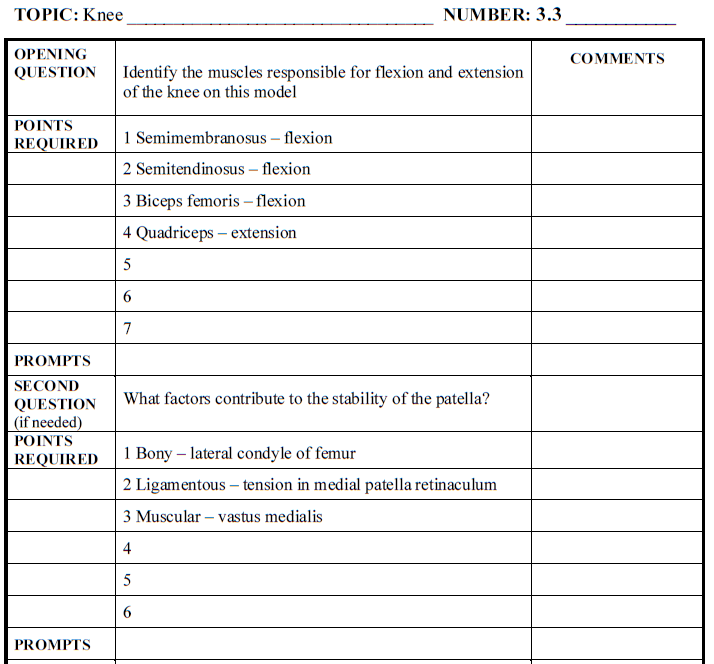 TOPIC: Knee NUMBER: 3.3
OPENING QUESTION
Identify the muscles responsible for flexion and extension
of the knee on this model
COMMENTS
POINTS REQUIRED
1 Semimembranosus – flexion
2 Semitendinosus – flexion
3 Biceps femoris – flexion
4 Quadriceps – extension
5
6
7
PROMPTS
SECOND QUESTION (if needed)
What factors contribute to the stability of the patella?
POINTS REQUIRED
1 Bony – lateral condyle of femur
2 Ligamentous – tension in medial patella retinaculum
3 Muscular – vastus medialis
4
5
6
PROMPTS